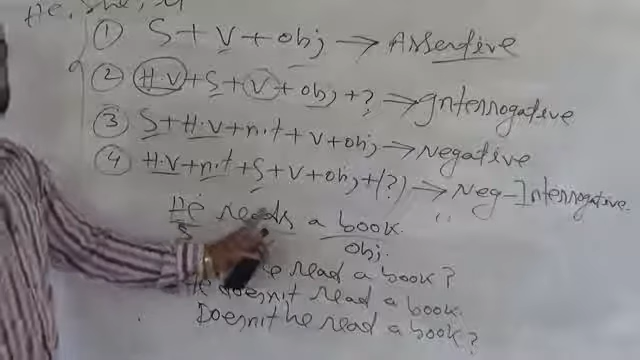 He, She, It
① S + V + Obj → Assertive
② H.V + S + V + obj + ? → Interrogative
③ S + H.V + n.t + V + obj → Negative
④ H.V + n.t + S + V + obj + (?) → Neg-Interrogative.
He reads a book.
S obj.
he read a book?
He doesn't read a book.
Doesn't he read a book?